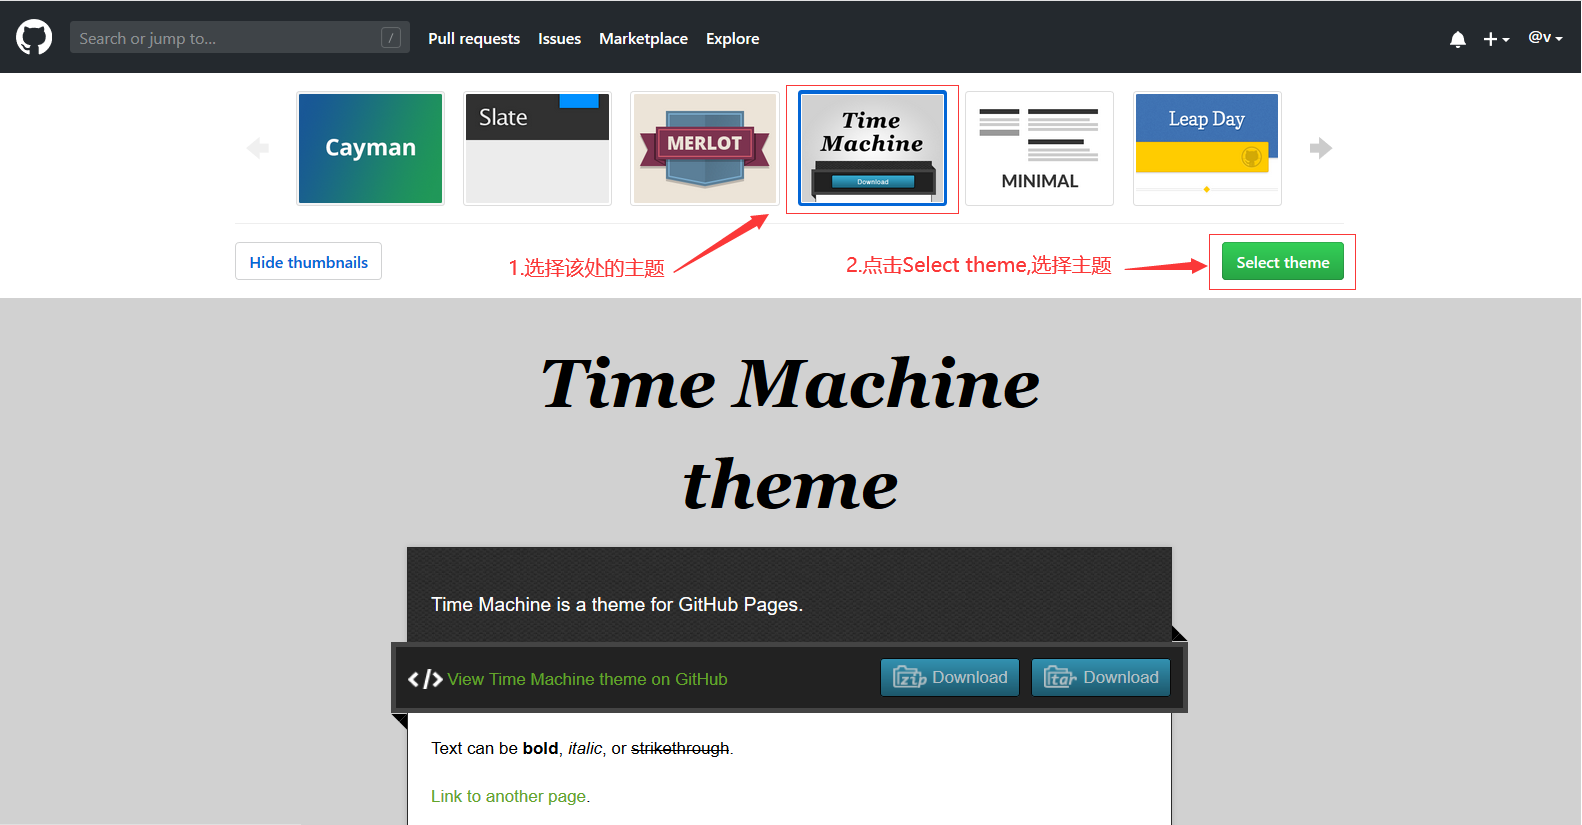 Search or jump to... /
Pull requests
Issues
Marketplace
Explore
@v
Cayman
Slate
MERLOT
Time
Machine
Download
MINIMAL
Leap Day
Hide thumbnails
1.选择该处的主题
2.点击Select theme,选择主题
Select theme
Time Machine
theme
Time Machine is a theme for GitHub Pages.
</> View Time Machine theme on GitHub
zip Download
tar Download
Text can be bold, italic, or strikethrough.
Link to another page.